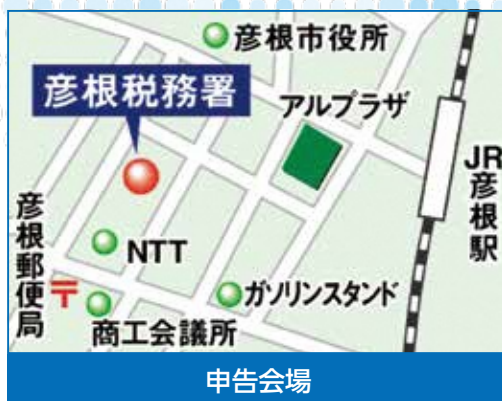 彦根市役所
彦根税務署
アルプラザ
JR彦根駅
NTT
彦根郵便局
〒
ガソリンスタンド
商工会議所
申告会場